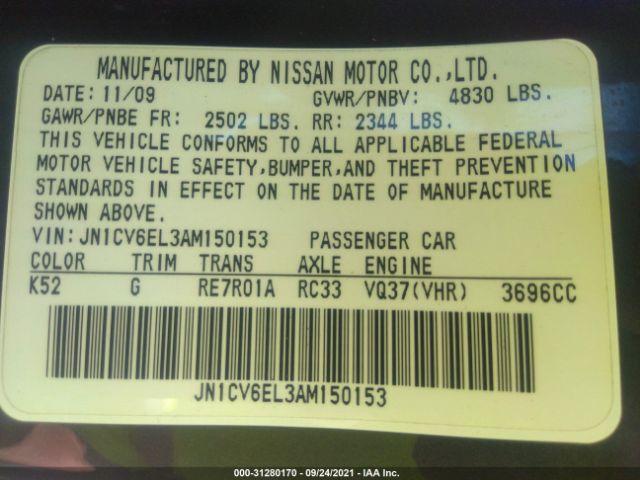 MANUFACTURED BY NISSAN MOTOR CO.,LTD.
DATE: 11/09 GVWR/PNBV: 4830 LBS.
GAWR/PNBE FR: 2502 LBS. RR: 2344 LBS.
THIS VEHICLE CONFORMS TO ALL APPLICABLE FEDERAL
MOTOR VEHICLE SAFETY,BUMPER,AND THEFT PREVENTION
STANDARDS IN EFFECT ON THE DATE OF MANUFACTURE
SHOWN ABOVE.
VIN:JN1CV6EL3AM150153 PASSENGER CAR
COLOR TRIM TRANS AXLE ENGINE
K52 G RE7R01A RC33 VQ37(VHR) 3696CC
JN1CV6EL3AM150153
000-31280170 - 09/24/2021 - IAA Inc.